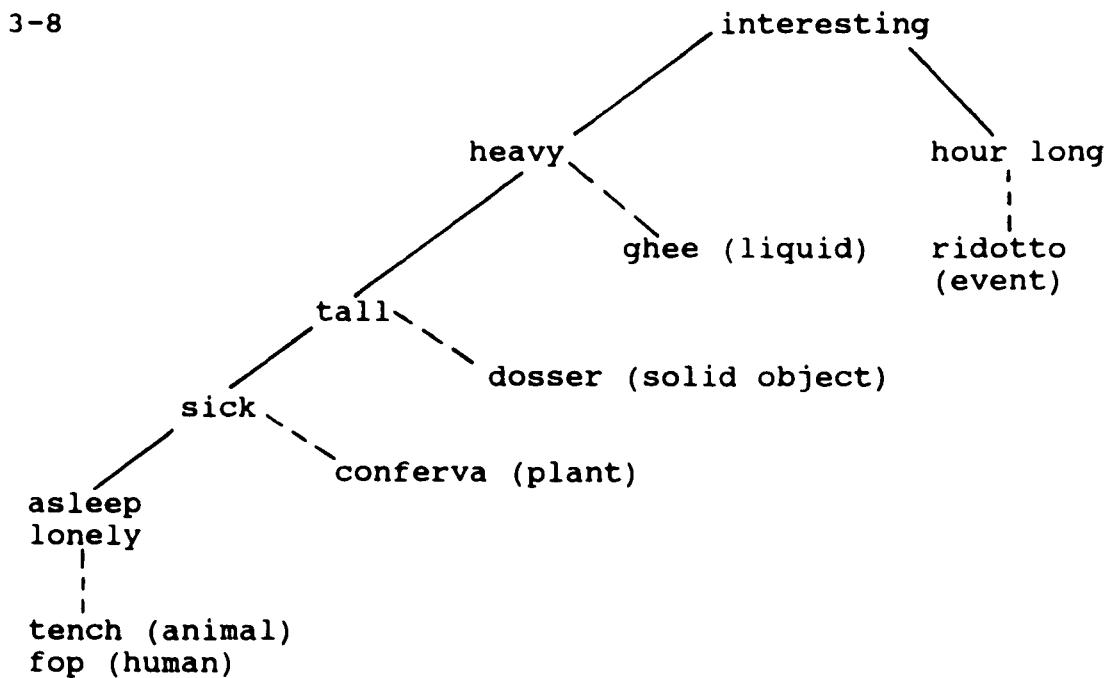 3-8
interesting
heavy
hour long
ghee (liquid)
ridotto
(event)
tall
dosser (solid object)
sick
conferva (plant)
asleep
lonely
tench (animal)
fop (human)